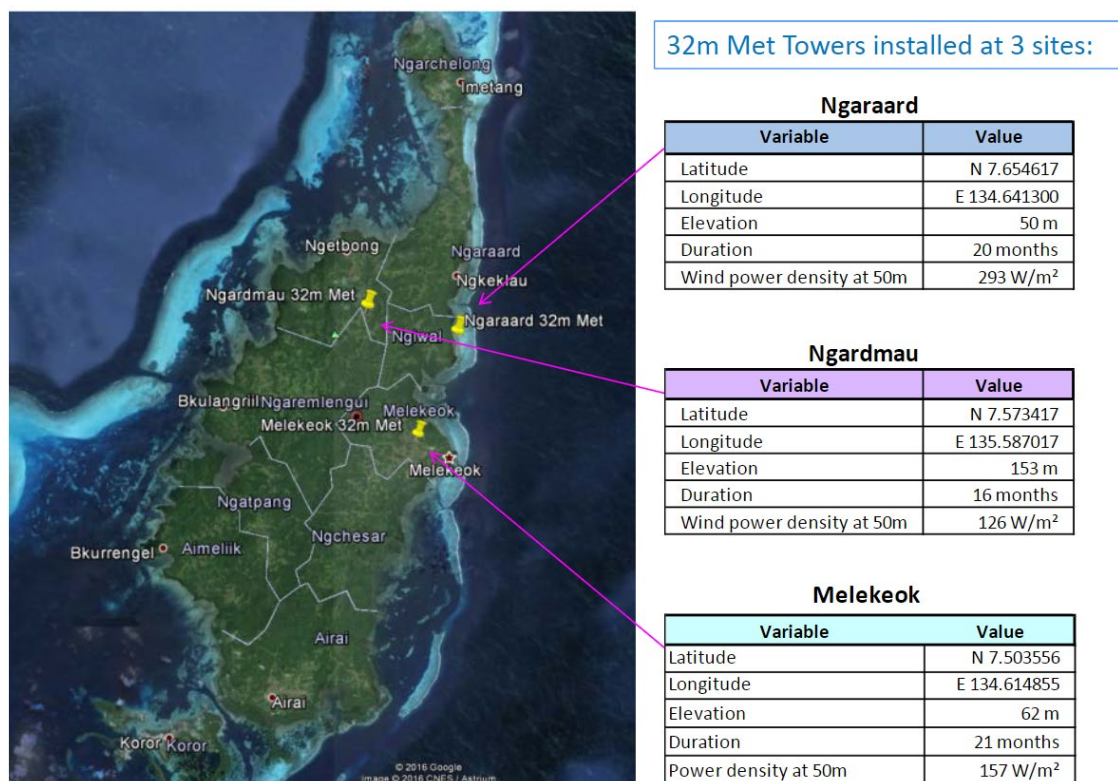 32m Met Towers installed at 3 sites:
Ngarchelong
Imetang
Ngetbong
Ngaraard
Ngkeklau
Ngardmau 32m Met
Ngaraard 32m Met
Ngiwal
Bkulangriil
Ngaremlengui
Melekeok
Melekeok 32m Met
Melekeok
Ngatpang
Ngchesar
Bkurrengel
Aimeliik
Airai
Airai
Koror Koror
© 2016 Google
Image © 2016 CNES / Astrium
Ngaraard
Variable Value
Latitude N 7.654617
Longitude E 134.641300
Elevation 50 m
Duration 20 months
Wind power density at 50m 293 W/m²
Ngardmau
Variable Value
Latitude N 7.573417
Longitude E 135.587017
Elevation 153 m
Duration 16 months
Wind power density at 50m 126 W/m²
Melekeok
Variable Value
Latitude N 7.503556
Longitude E 134.614855
Elevation 62 m
Duration 21 months
Power density at 50m 157 W/m²